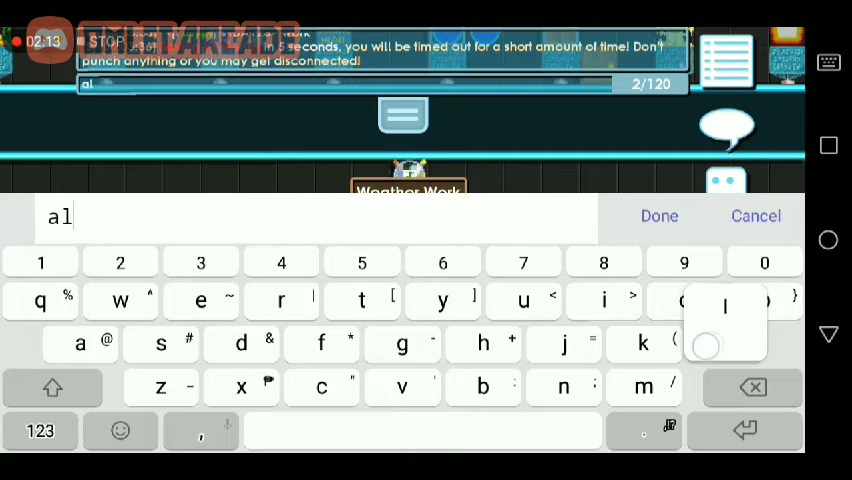 OMISTARLADE
02:13 STOP
in 5 seconds, you will be timed out for a short amount of time! Don't
punch anything or you may get disconnected!
al 2/120
Weather Work
al Done Cancel
1 2 3 4 5 6 7 8 9 0
q % w ^ e ~ r | t [ y ] u < i > }
l
a @ s # d & f * g - h + j = k (
z - x c " v ' b : n ; m /
123 , .